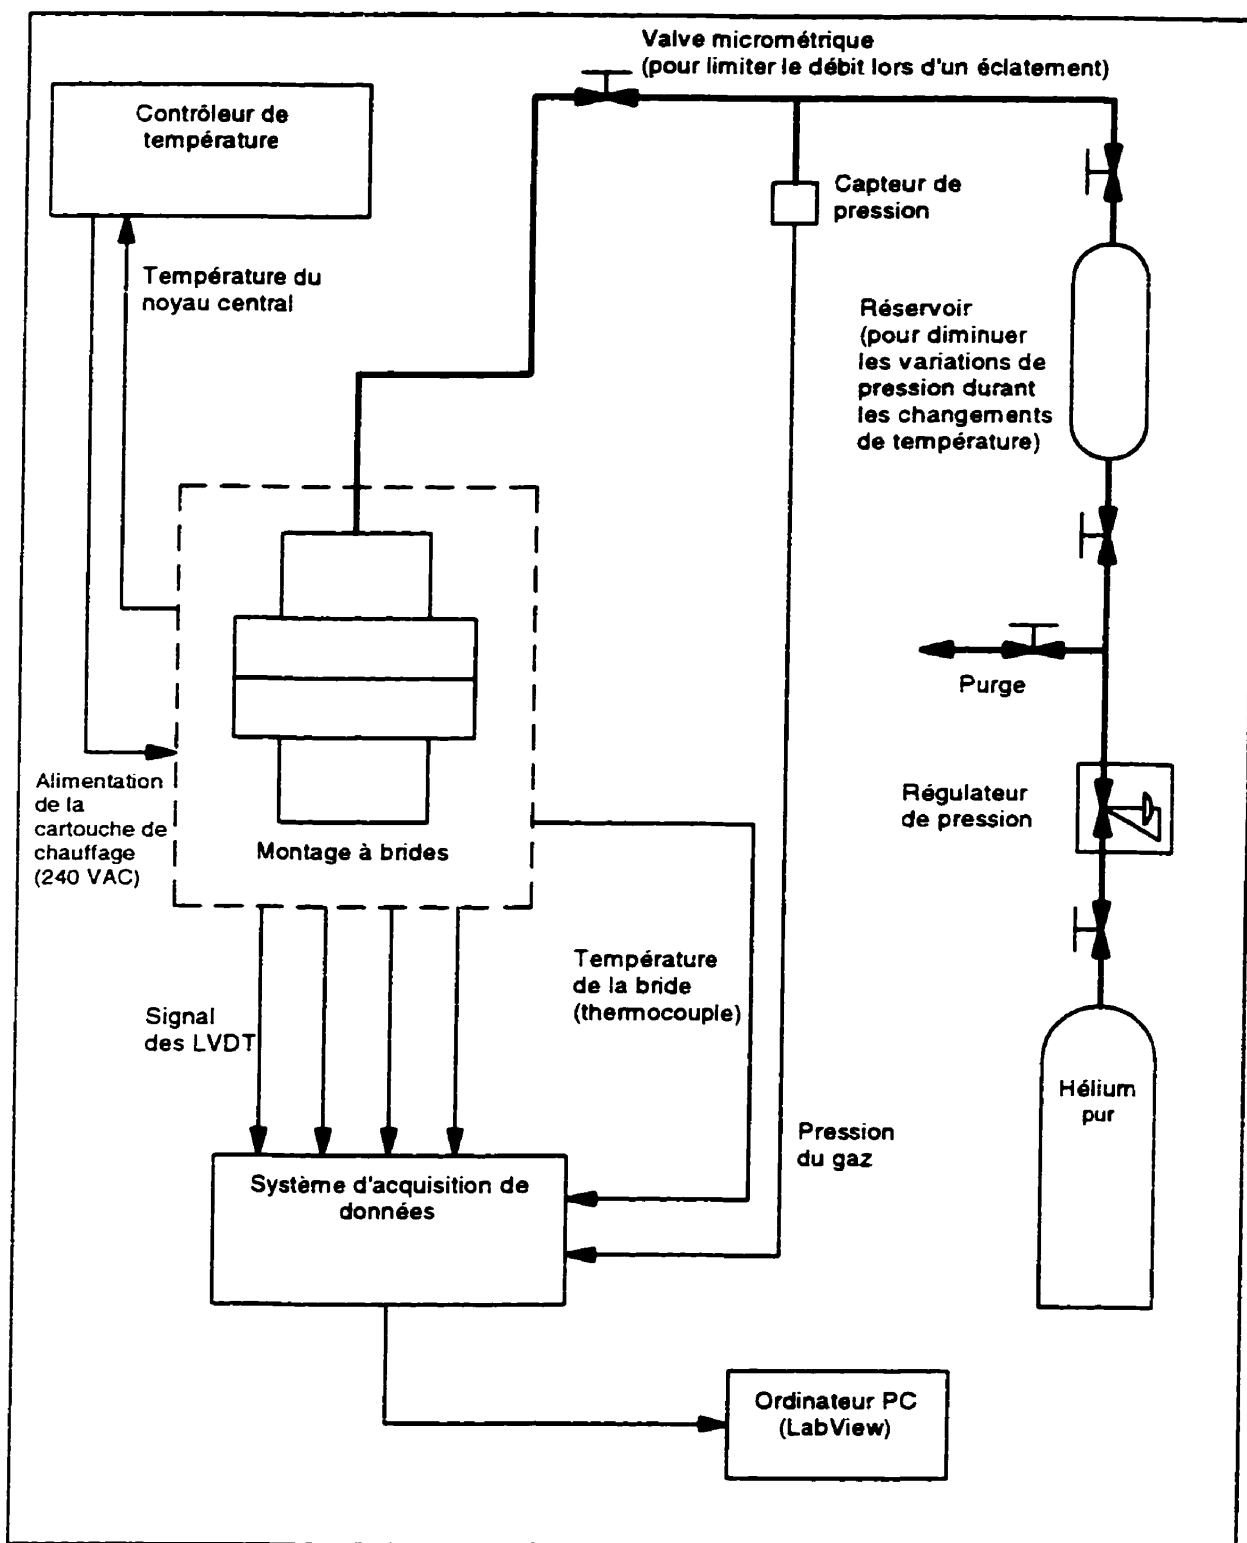 Valve micrométrique
(pour limiter le débit lors d'un éclatement)
Contrôleur de
température
Capteur de
pression
Température du
noyau central
Réservoir
(pour diminuer
les variations de
pression durant
les changements
de température)
Purge
Alimentation
de la
cartouche de
chauffage
(240 VAC)
Régulateur
de pression
Montage à brides
Température
de la bride
(thermocouple)
Signal
des LVDT
Hélium
pur
Pression
du gaz
Système d'acquisition de
données
Ordinateur PC
(LabView)